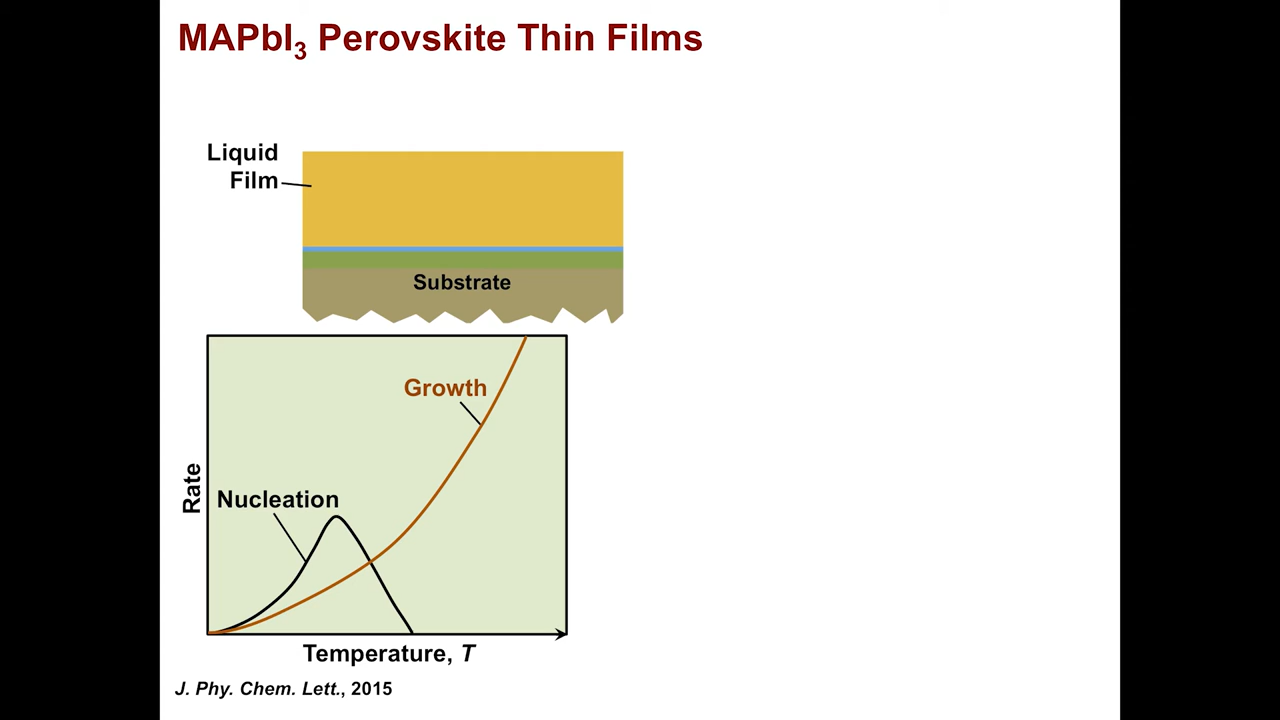 MAPbI3 Perovskite Thin Films
Liquid
Film
Substrate
Growth
Nucleation
Rate
Temperature, T
J. Phy. Chem. Lett., 2015